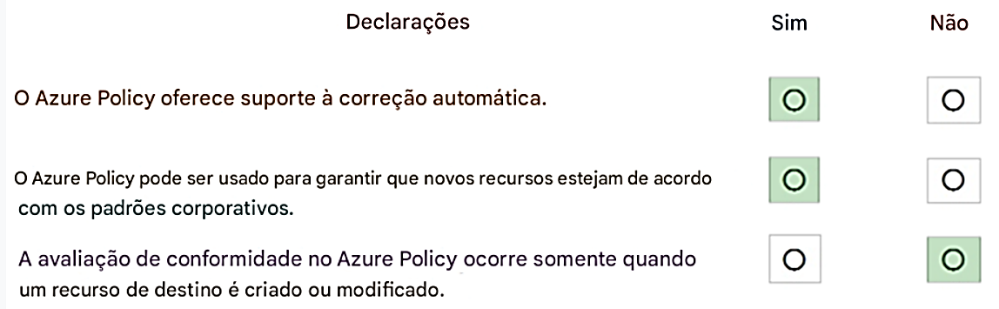 Declarações Sim Não
O Azure Policy oferece suporte à correção automática.
O Azure Policy pode ser usado para garantir que novos recursos estejam de acordo
com os padrões corporativos.
A avaliação de conformidade no Azure Policy ocorre somente quando
um recurso de destino é criado ou modificado.